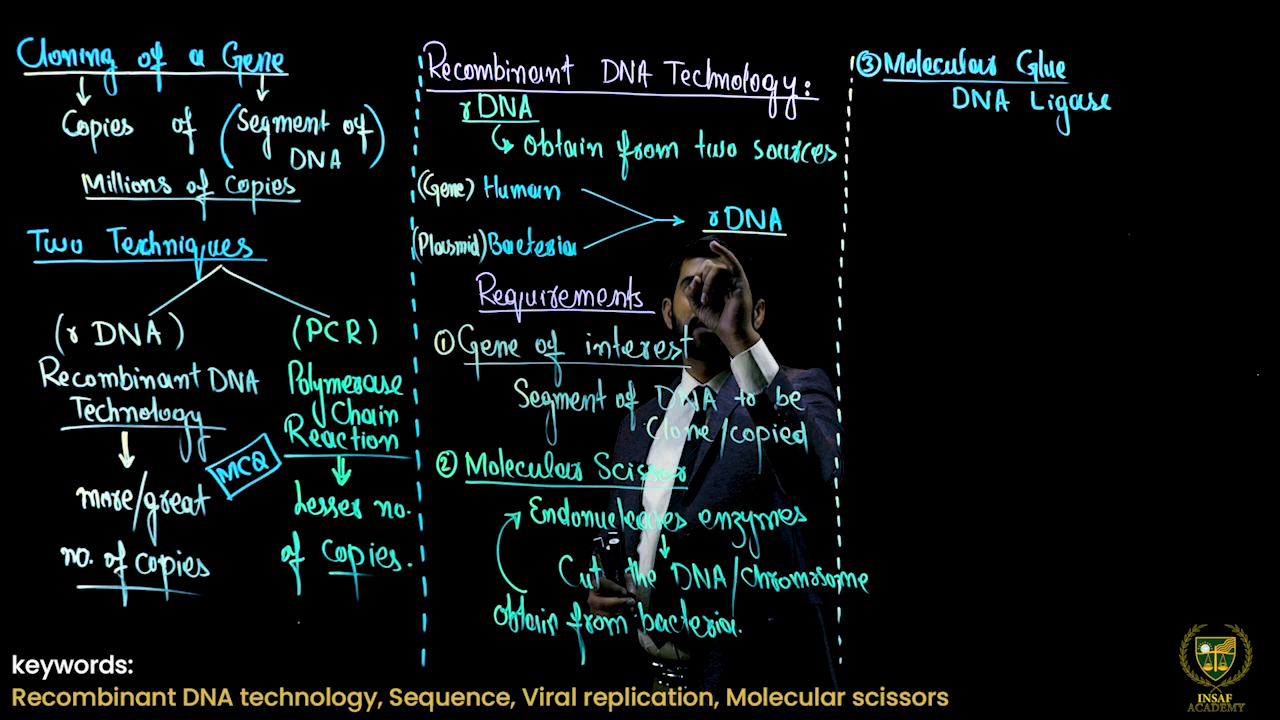 Cloning of a Gene
Copies of (Segment of DNA)
Millions of copies
Two Techniques
(rDNA)
Recombinant DNA
Technology
more/great
no. of copies
MCQ
(PCR)
Polymerase
Chain
Reaction
Lesser no.
of copies.
Recombinant DNA Technology:
rDNA
Obtain from two sources
(Gene) Human
(Plasmid) Bacteria
rDNA
Requirements
① Gene of interest
Segment of DNA to be
Clone/copied
② Molecular Scissor
Endonucleases enzymes
Cut the DNA/chromosome
obtain from bacteria.
③ Molecular Glue
DNA Ligase
keywords:
Recombinant DNA technology, Sequence, Viral replication, Molecular scissors
INSAF
ACADEMY